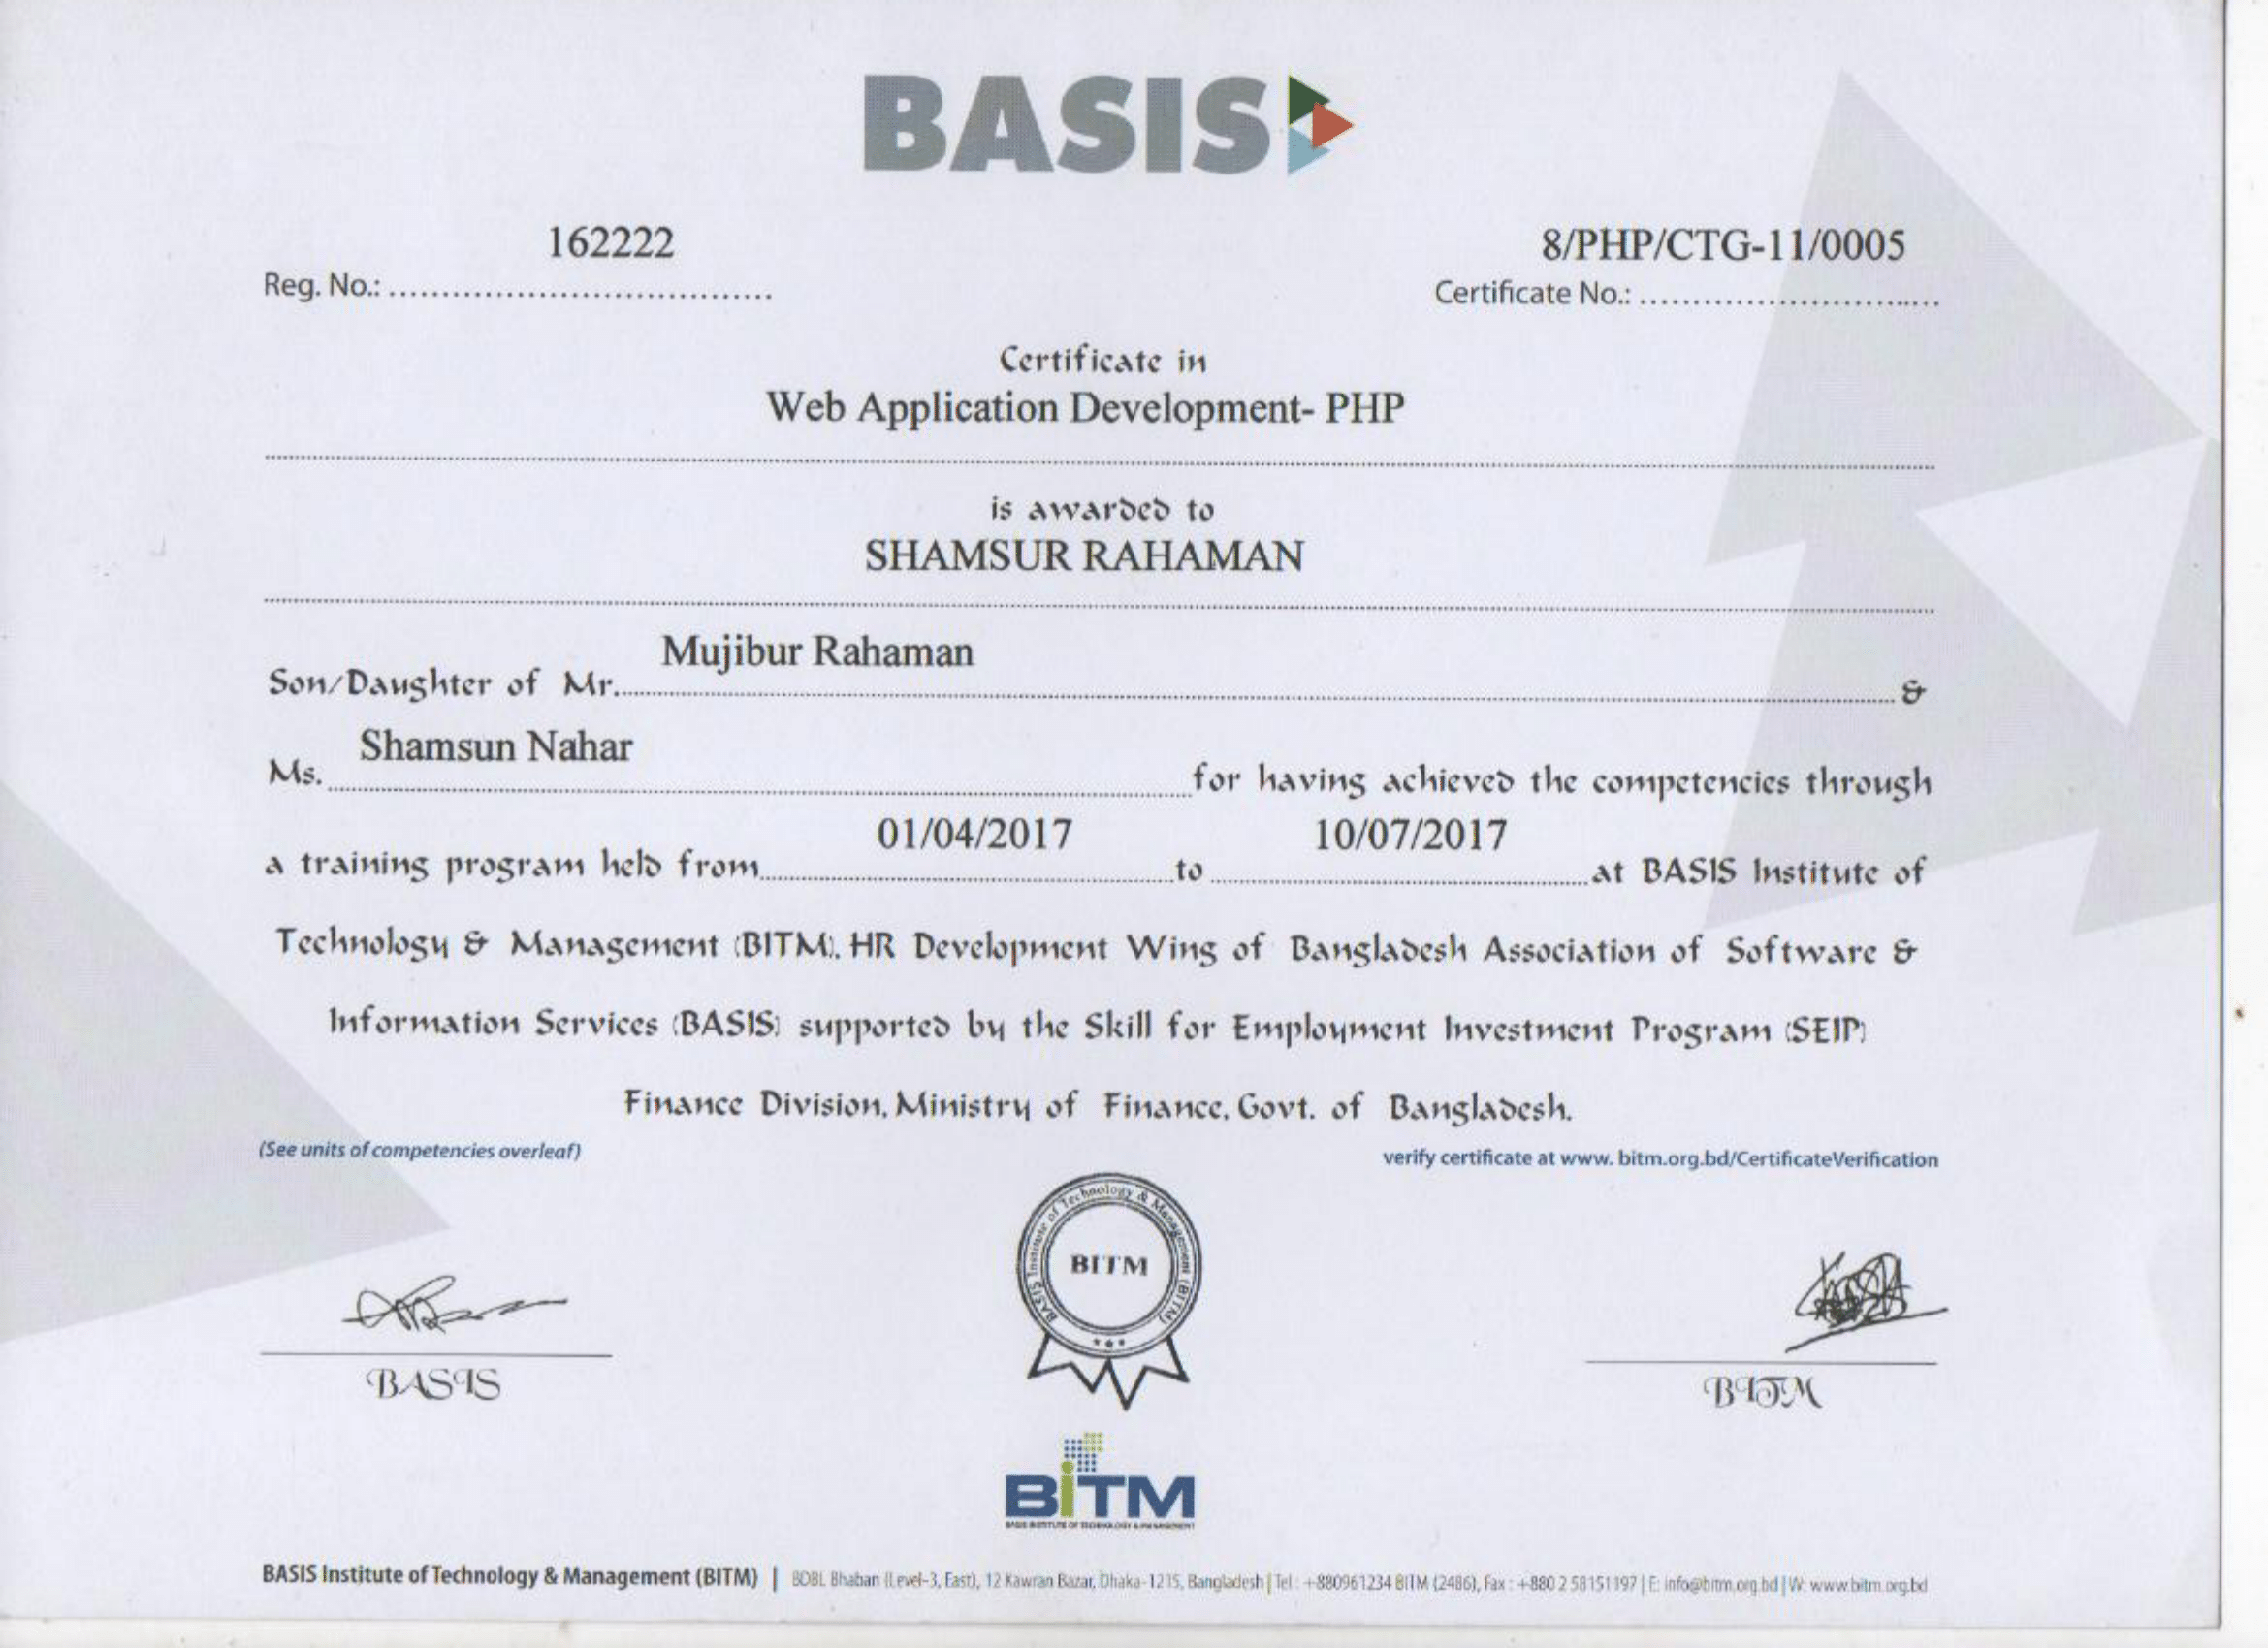 BASIS
162222
8/PHP/CTG-11/0005
Reg. No.:
Certificate No.:
Certificate in
Web Application Development- PHP
is awarded to
SHAMSUR RAHAMAN
Mujibur Rahaman
Son/Daughter of Mr. &
Shamsun Nahar
Ms. for having achieved the competencies through
01/04/2017 10/07/2017
a training program held from to at BASIS Institute of
Technology & Management (BITM), HR Development Wing of Bangladesh Association of Software &
Information Services (BASIS) supported by the Skill for Employment Investment Program (SEIP)
Finance Division, Ministry of Finance, Govt. of Bangladesh.
(See units of competencies overleaf)
verify certificate at www. bitm.org.bd/CertificateVerification
BASIS Institute of Technology & Management (BITM)
BITM
BASIS
BITM
BiTM
BASIS INSTITUTE OF TECHNOLOGY & MANAGEMENT
BASIS Institute of Technology & Management (BITM) | BDBL Bhaban (Level-3, East), 12 Kawran Bazar, Dhaka-1215, Bangladesh | Tel : +880961234 BITM (2486), Fax : +880 2 58151197 | E: info@bitm.org.bd | W: www.bitm.org.bd